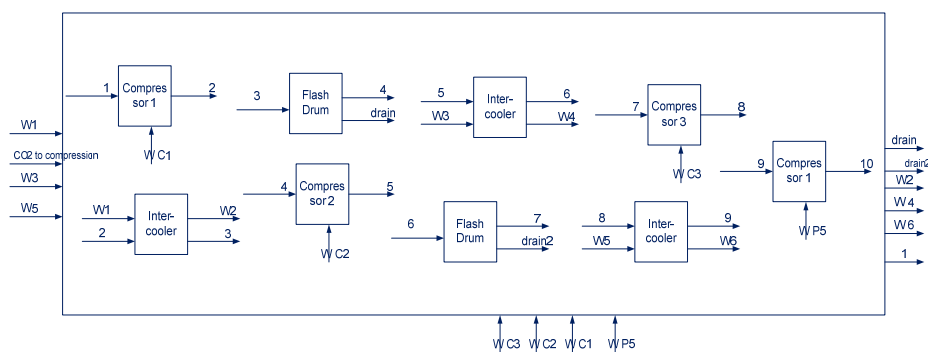 1
Compres
sor 1
2
W C1
3
Flash
Drum
4
drain
5
W3
Inter-
cooler
6
W4
7
Compres
sor 3
8
W C3
9
Compres
sor 1
10
W P5
W1
CO2 to compression
W3
W5
W1
2
Inter-
cooler
W2
3
4
Compres
sor 2
5
W C2
6
Flash
Drum
7
drain2
8
W5
Inter-
cooler
9
W6
drain
drain2
W2
W4
W6
1
W C3
W C2
W C1
W P5